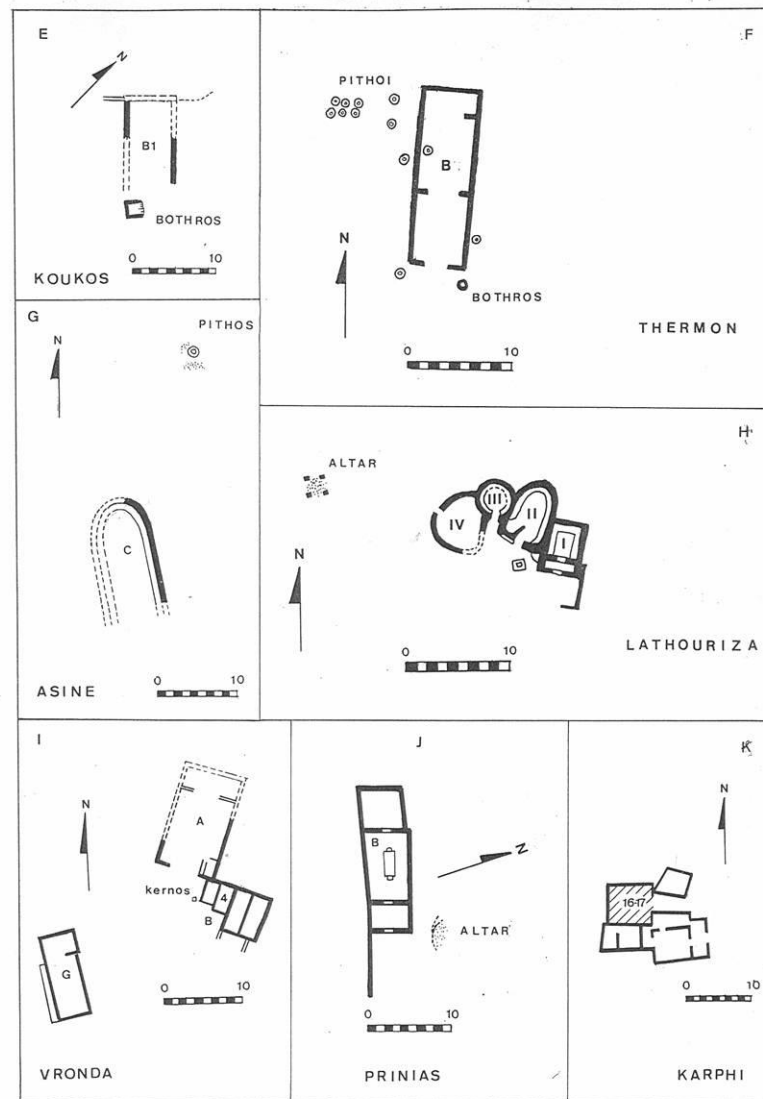 E
N
B1
BOTHROS
0 10
KOUKOS
F
PITHOI
B
N
BOTHROS
0 10
THERMON
G
PITHOS
N
C
0 10
ASINE
H
ALTAR
IV
III
II
I
N
0 10
LATHOURIZA
I
N
A
kernos
4
B
G
0 10
VRONDA
J
B
N
ALTAR
0 10
PRINIAS
K
N
16-17
0 10
KARPHI